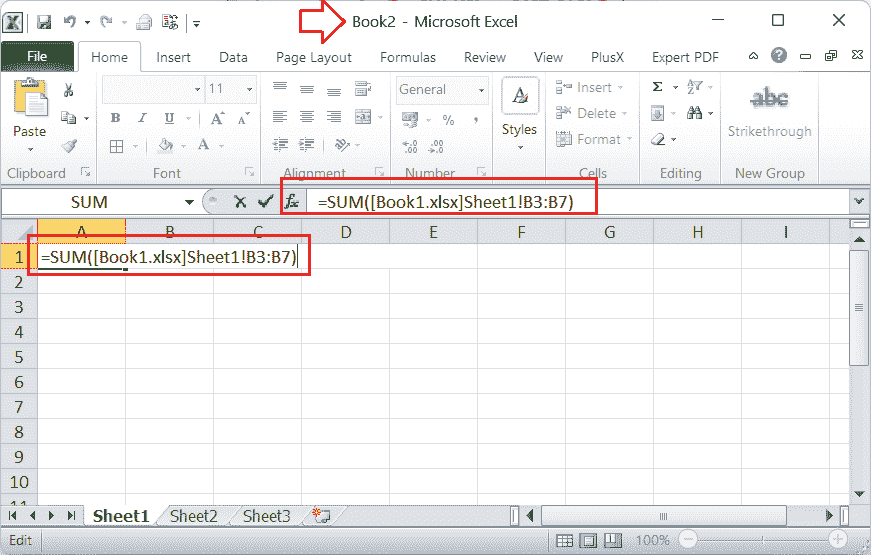 Book2 - Microsoft Excel
File Home Insert Data Page Layout Formulas Review View PlusX Expert PDF
11 General Insert Σ
Paste B I U A A % , Styles Delete abc
A .00 .00 Format Strikethrough
Clipboard Font Alignment Number Cells Editing New Group
SUM fx =SUM([Book1.xlsx]Sheet1!B3:B7)
A B C D E F G H I
1 =SUM([Book1.xlsx]Sheet1!B3:B7)
2
3
4
5
6
7
8
9
10
11
Sheet1 Sheet2 Sheet3
Edit 100%